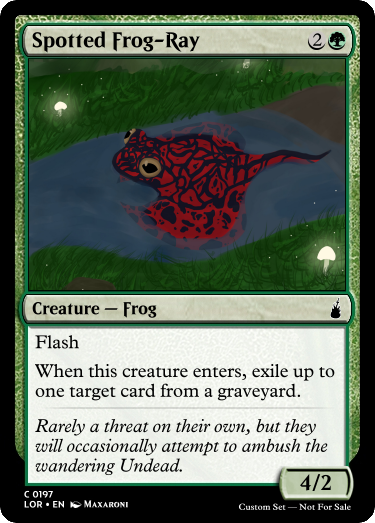 Spotted Frog-Ray 2
Creature — Frog
Flash
When this creature enters, exile up to
one target card from a graveyard.
Rarely a threat on their own, but they
will occasionally attempt to ambush the
wandering Undead.
4/2
C 0197
LOR • EN Maxaroni
Custom Set — Not For Sale